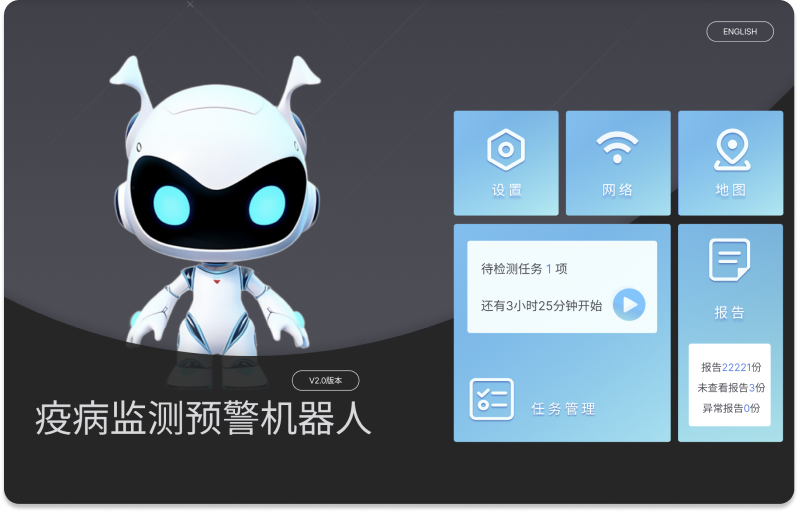 ENGLISH
设置
网络
地图
待检测任务 1 项
还有3小时25分钟开始
任务管理
报告
报告22221份
未查看报告3份
异常报告0份
V2.0版本
疫病监测预警机器人